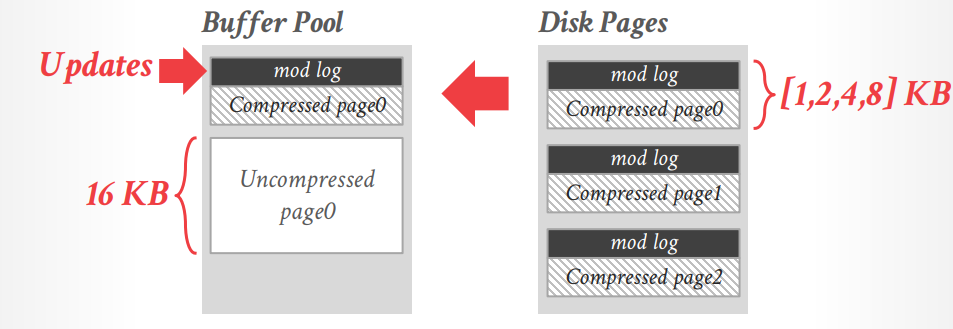 Buffer Pool
Disk Pages
Updates
mod log
Compressed page0
16 KB
Uncompressed
page0
mod log
Compressed page0
[1,2,4,8] KB
mod log
Compressed page1
mod log
Compressed page2